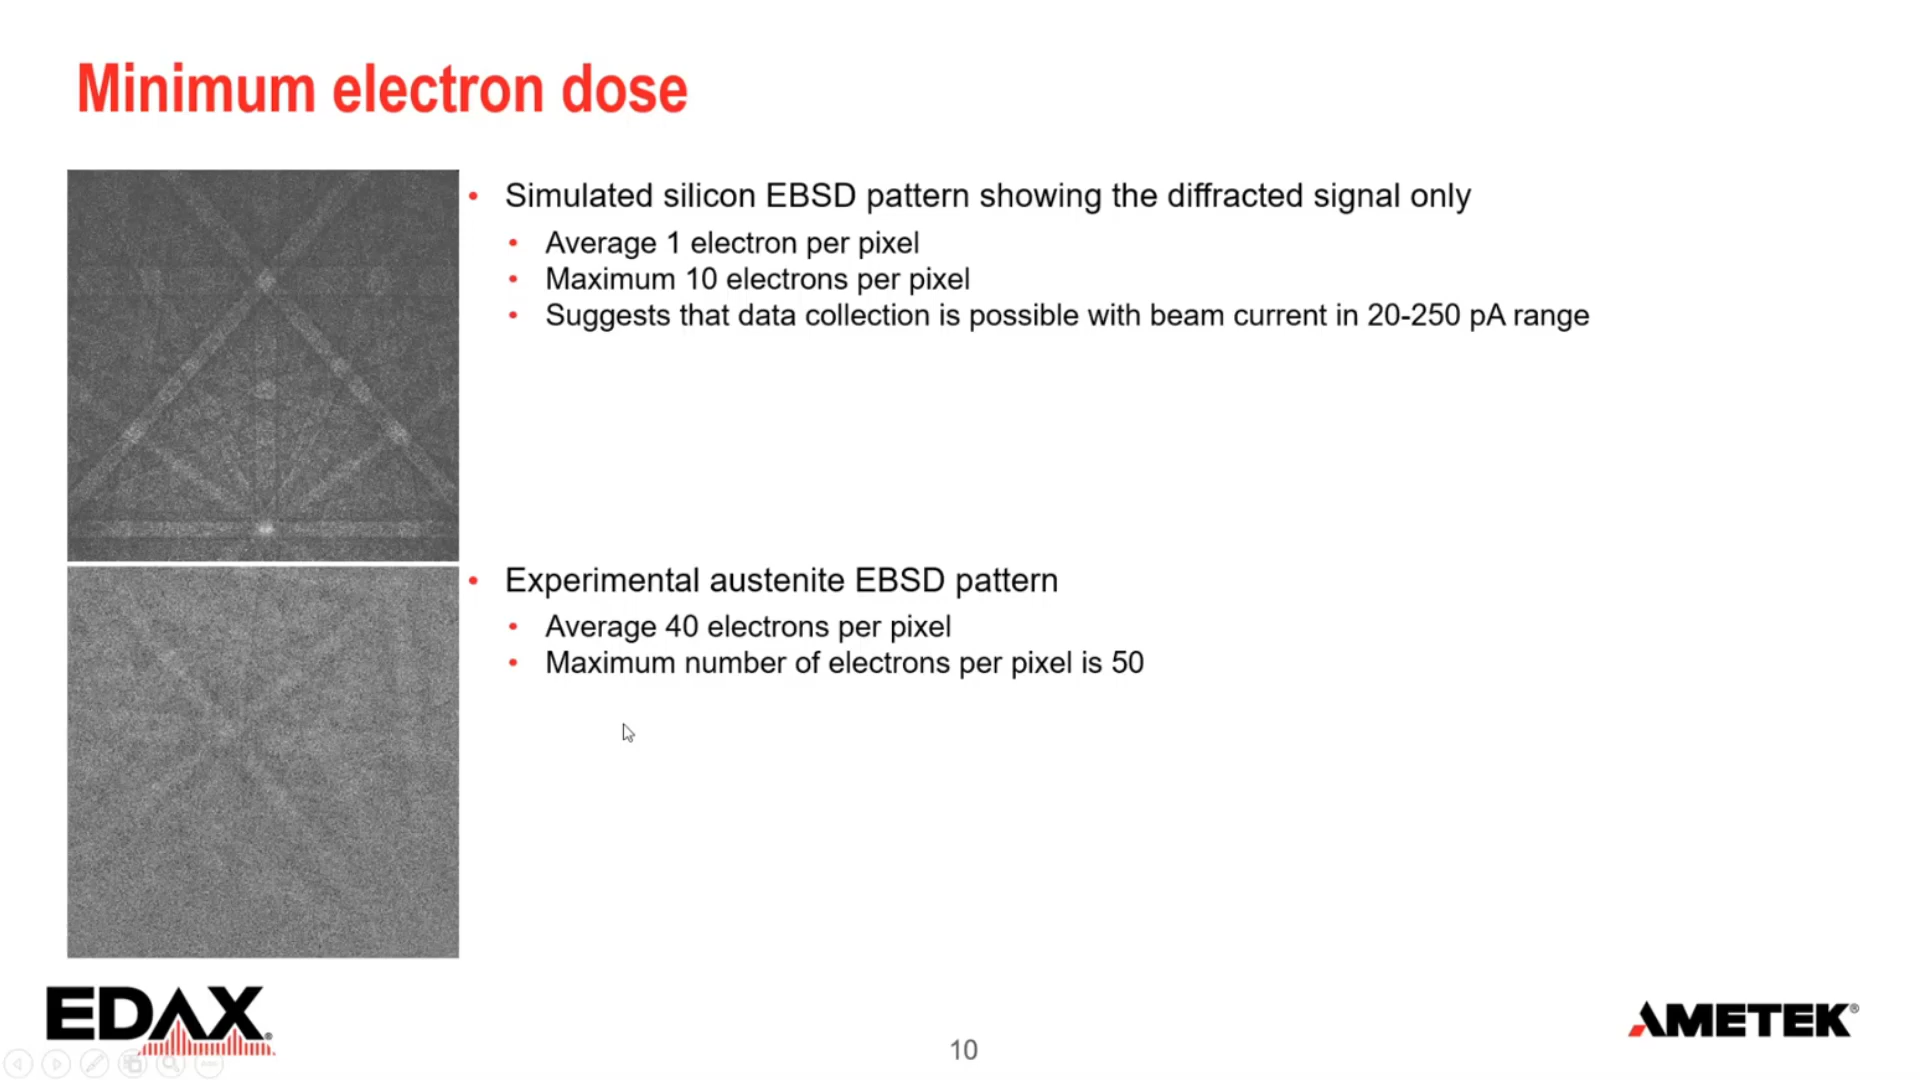 Minimum electron dose
• Simulated silicon EBSD pattern showing the diffracted signal only
• Average 1 electron per pixel
• Maximum 10 electrons per pixel
• Suggests that data collection is possible with beam current in 20-250 pA range
• Experimental austenite EBSD pattern
• Average 40 electrons per pixel
• Maximum number of electrons per pixel is 50
EDAX®
10
AMETEK®